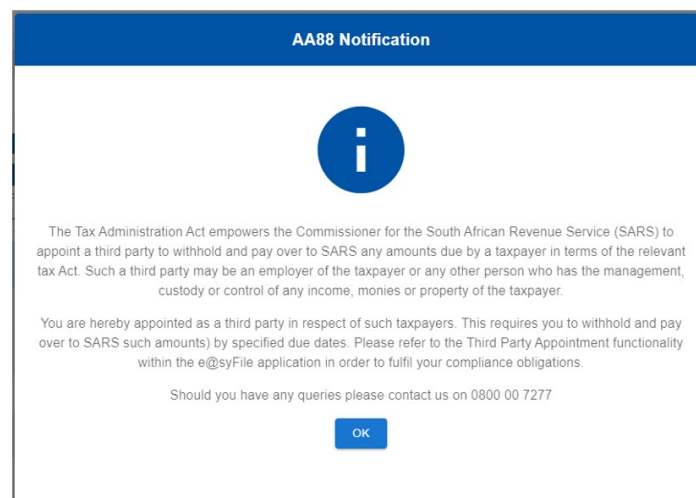 AA88 Notification
i
The Tax Administration Act empowers the Commissioner for the South African Revenue Service (SARS) to
appoint a third party to withhold and pay over to SARS any amounts due by a taxpayer in terms of the relevant
tax Act. Such a third party may be an employer of the taxpayer or any other person who has the management,
custody or control of any income, monies or property of the taxpayer.
You are hereby appointed as a third party in respect of such taxpayers. This requires you to withhold and pay
over to SARS such amounts) by specified due dates. Please refer to the Third Party Appointment functionality
within the e@syFile application in order to fulfil your compliance obligations.
Should you have any queries please contact us on 0800 00 7277
OK